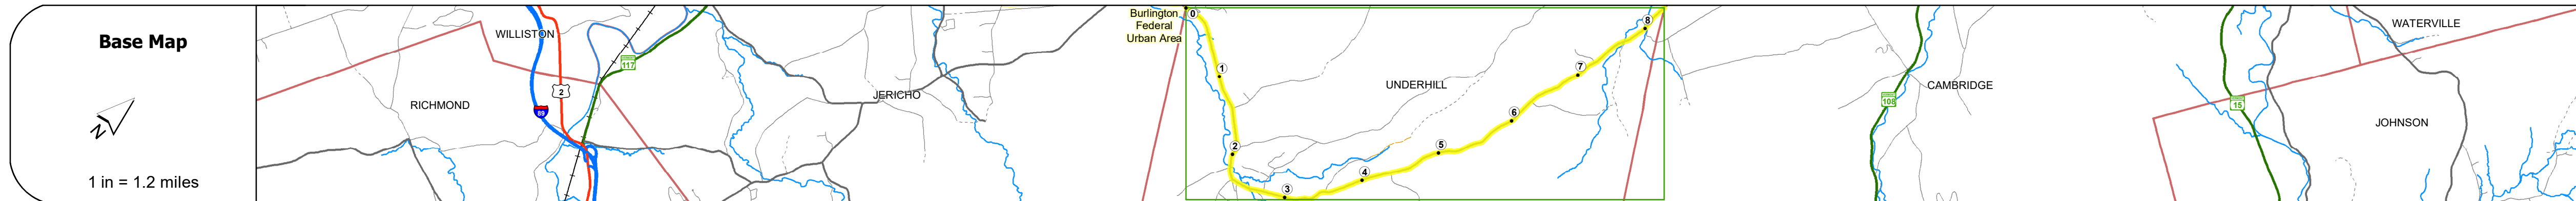 Base Map
N
1 in = 1.2 miles
RICHMOND
WILLISTON
89
2
117
JERICHO
Burlington
Federal
Urban Area
0
1
2
3
4
5
6
7
8
UNDERHILL
108
CAMBRIDGE
15
WATERVILLE
JOHNSON